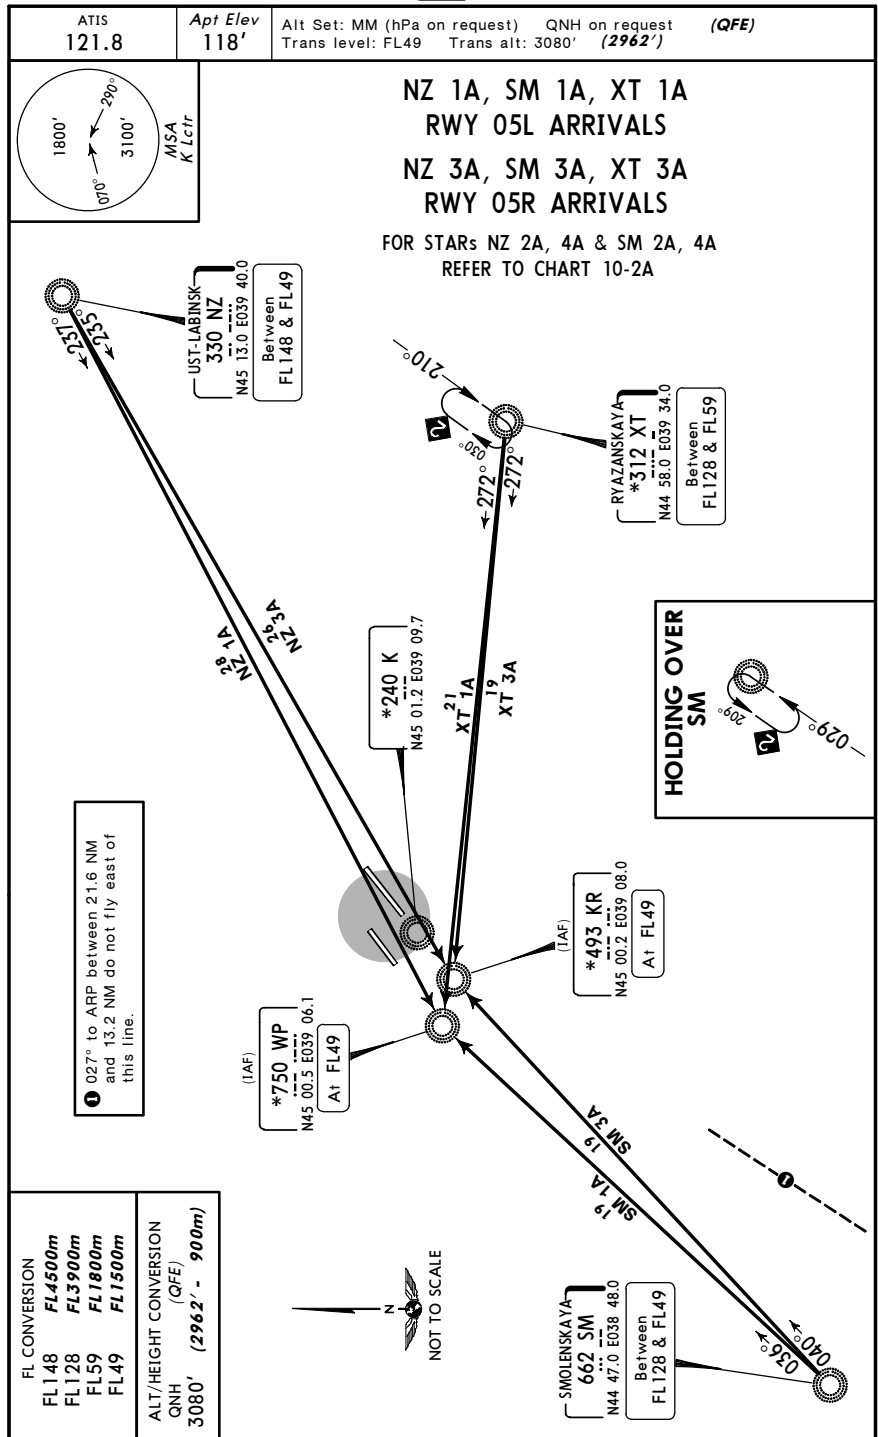 ATIS
121.8
Apt Elev
118'
Alt Set: MM (hPa on request) QNH on request (QFE)
Trans level: FL49 Trans alt: 3080' (2962')
MSA
K Lctr
1800'
3100'
290°
070°
NZ 1A, SM 1A, XT 1A
RWY 05L ARRIVALS
NZ 3A, SM 3A, XT 3A
RWY 05R ARRIVALS
FOR STARs NZ 2A, 4A & SM 2A, 4A
REFER TO CHART 10-2A
UST-LABINSK
330 NZ
N45 13.0 E039 40.0
Between
FL148 & FL49
237°
235°
210°
030°
2
272°
272°
RYAZANSKAYA
*312 XT
N44 58.0 E039 34.0
Between
FL128 & FL59
28
NZ 1A
26
NZ 3A
*240 K
N45 01.2 E039 09.7
21
XT 1A
19
XT 3A
HOLDING OVER
SM
209°
2
029°
1 027° to ARP between 21.6 NM
and 13.2 NM do not fly east of
this line.
(IAF)
*493 KR
N45 00.2 E039 08.0
At FL49
(IAF)
*750 WP
N45 00.5 E039 06.1
At FL49
19
SM 3A
19
SM 1A
1
FL CONVERSION
FL148 FL4500m
FL128 FL3900m
FL59 FL1800m
FL49 FL1500m
ALT/HEIGHT CONVERSION
QNH (QFE)
3080' (2962' - 900m)
N
NOT TO SCALE
SMOLENSKAYA
662 SM
N44 47.0 E038 48.0
Between
FL128 & FL49
036°
040°